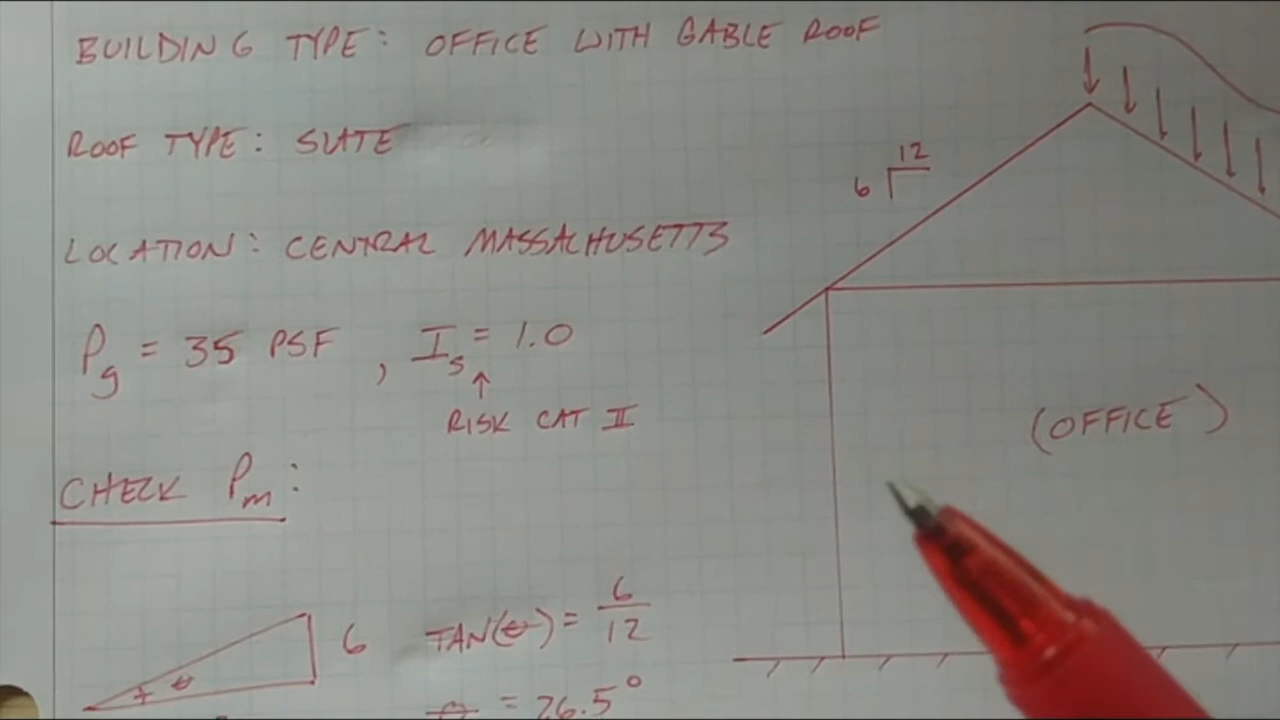 BUILDING TYPE: OFFICE WITH GABLE ROOF
ROOF TYPE: SLATE
LOCATION: CENTRAL MASSACHUSETTS
Pg = 35 PSF, Is = 1.0
↑
RISK CAT II
CHECK Pm:
6
TAN(θ) = 6/12
θ = 26.5°
12
6
(OFFICE)